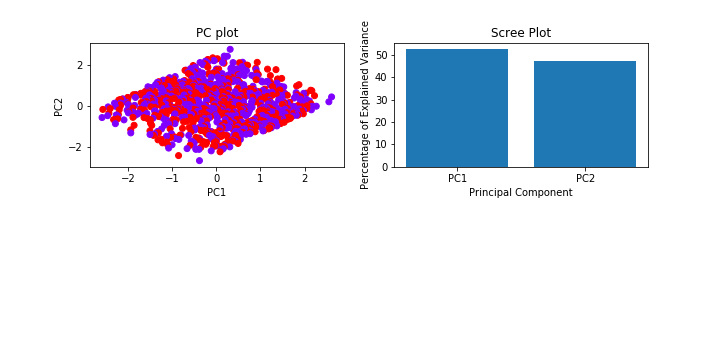 PC plot
PC2
2
0
−2
−2
−1
0
1
2
PC1
Scree Plot
Percentage of Explained Variance
50
40
30
20
10
0
PC1
PC2
Principal Component